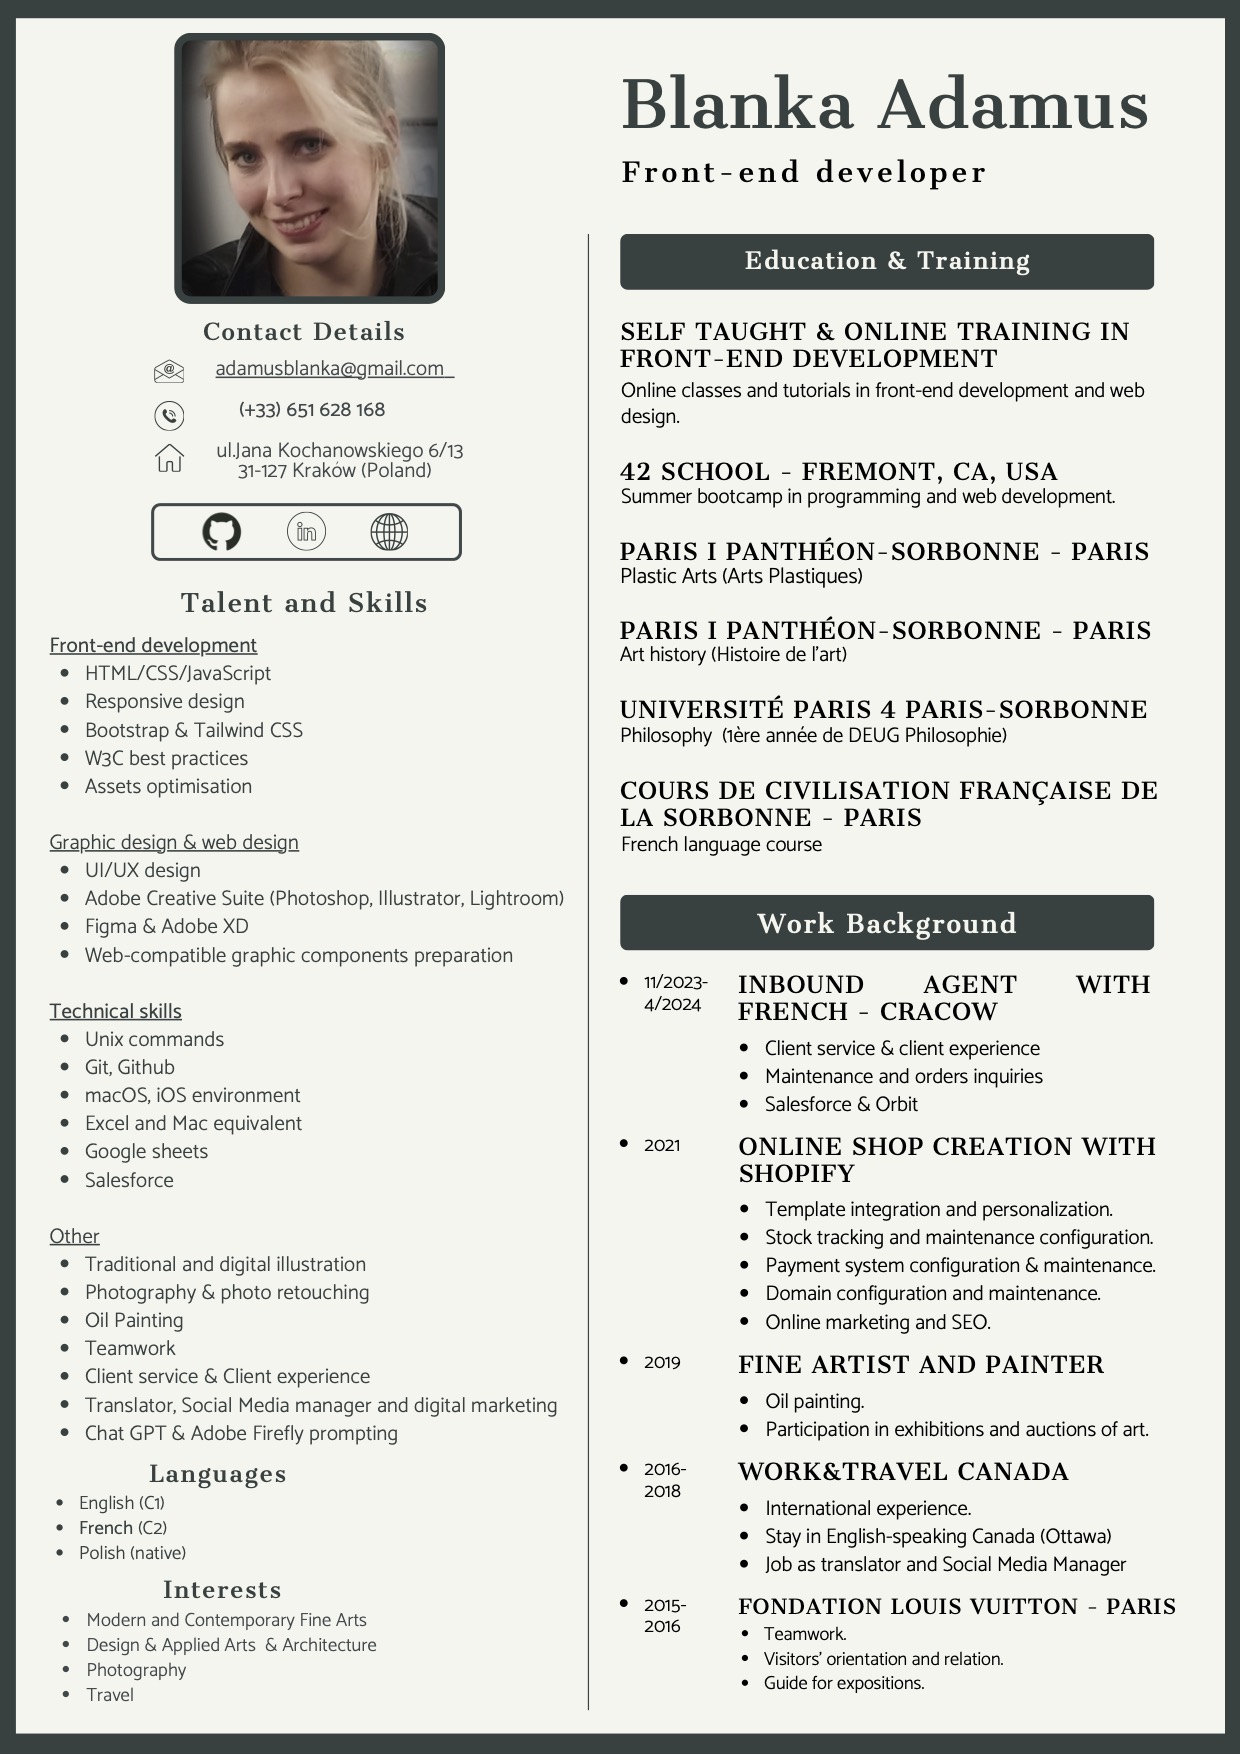 Blanka Adamus
Front-end developer
Contact Details
adamusblanka@gmail.com
(+33) 651 628 168
ul.Jana Kochanowskiego 6/13
31-127 Kraków (Poland)
in
Talent and Skills
Front-end development
• HTML/CSS/JavaScript
• Responsive design
• Bootstrap & Tailwind CSS
• W3C best practices
• Assets optimisation
Graphic design & web design
• UI/UX design
• Adobe Creative Suite (Photoshop, Illustrator, Lightroom)
• Figma & Adobe XD
• Web-compatible graphic components preparation
Technical skills
• Unix commands
• Git, Github
• macOS, iOS environment
• Excel and Mac equivalent
• Google sheets
• Salesforce
Other
• Traditional and digital illustration
• Photography & photo retouching
• Oil Painting
• Teamwork
• Client service & Client experience
• Translator, Social Media manager and digital marketing
• Chat GPT & Adobe Firefly prompting
Languages
• English (C1)
• French (C2)
• Polish (native)
Interests
• Modern and Contemporary Fine Arts
• Design & Applied Arts & Architecture
• Photography
• Travel
Education & Training
SELF TAUGHT & ONLINE TRAINING IN
FRONT-END DEVELOPMENT
Online classes and tutorials in front-end development and web
design.
42 SCHOOL - FREMONT, CA, USA
Summer bootcamp in programming and web development.
PARIS I PANTHÉON-SORBONNE - PARIS
Plastic Arts (Arts Plastiques)
PARIS I PANTHÉON-SORBONNE - PARIS
Art history (Histoire de l'art)
UNIVERSITÉ PARIS 4 PARIS-SORBONNE
Philosophy (1ère année de DEUG Philosophie)
COURS DE CIVILISATION FRANÇAISE DE
LA SORBONNE - PARIS
French language course
Work Background
• 11/2023-
4/2024
INBOUND AGENT WITH
FRENCH - CRACOW
• Client service & client experience
• Maintenance and orders inquiries
• Salesforce & Orbit
• 2021
ONLINE SHOP CREATION WITH
SHOPIFY
• Template integration and personalization.
• Stock tracking and maintenance configuration.
• Payment system configuration & maintenance.
• Domain configuration and maintenance.
• Online marketing and SEO.
• 2019
FINE ARTIST AND PAINTER
• Oil painting.
• Participation in exhibitions and auctions of art.
• 2016-
2018
WORK&TRAVEL CANADA
• International experience.
• Stay in English-speaking Canada (Ottawa)
• Job as translator and Social Media Manager
• 2015-
2016
FONDATION LOUIS VUITTON - PARIS
• Teamwork.
• Visitors' orientation and relation.
• Guide for expositions.